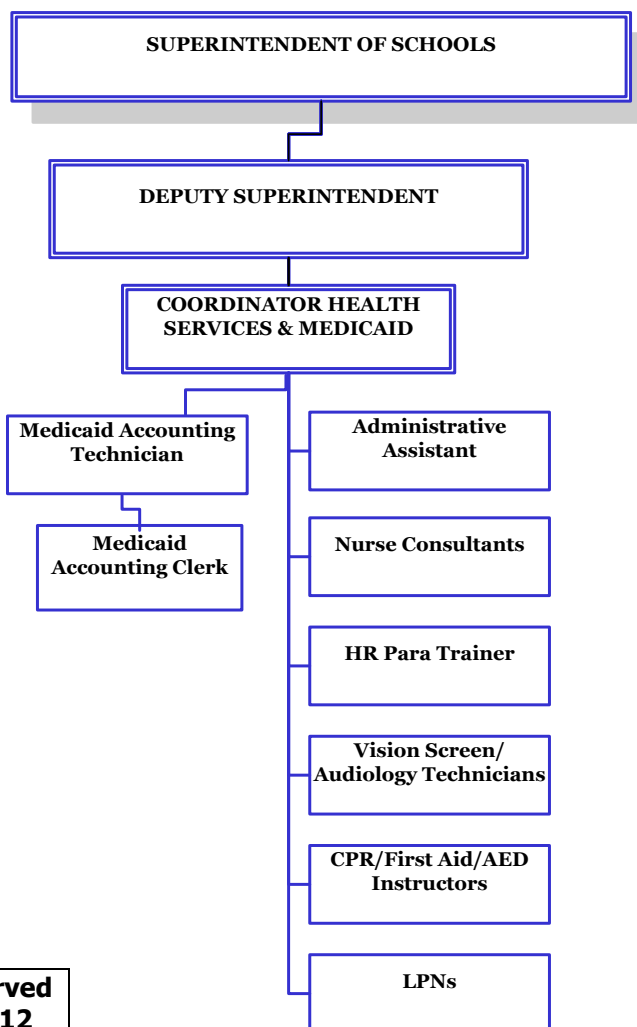 SUPERINTENDENT OF SCHOOLS
DEPUTY SUPERINTENDENT
COORDINATOR HEALTH
SERVICES & MEDICAID
Medicaid Accounting
Technician
Medicaid
Accounting Clerk
Administrative
Assistant
Nurse Consultants
HR Para Trainer
Vision Screen/
Audiology Technicians
CPR/First Aid/AED
Instructors
LPNs
12